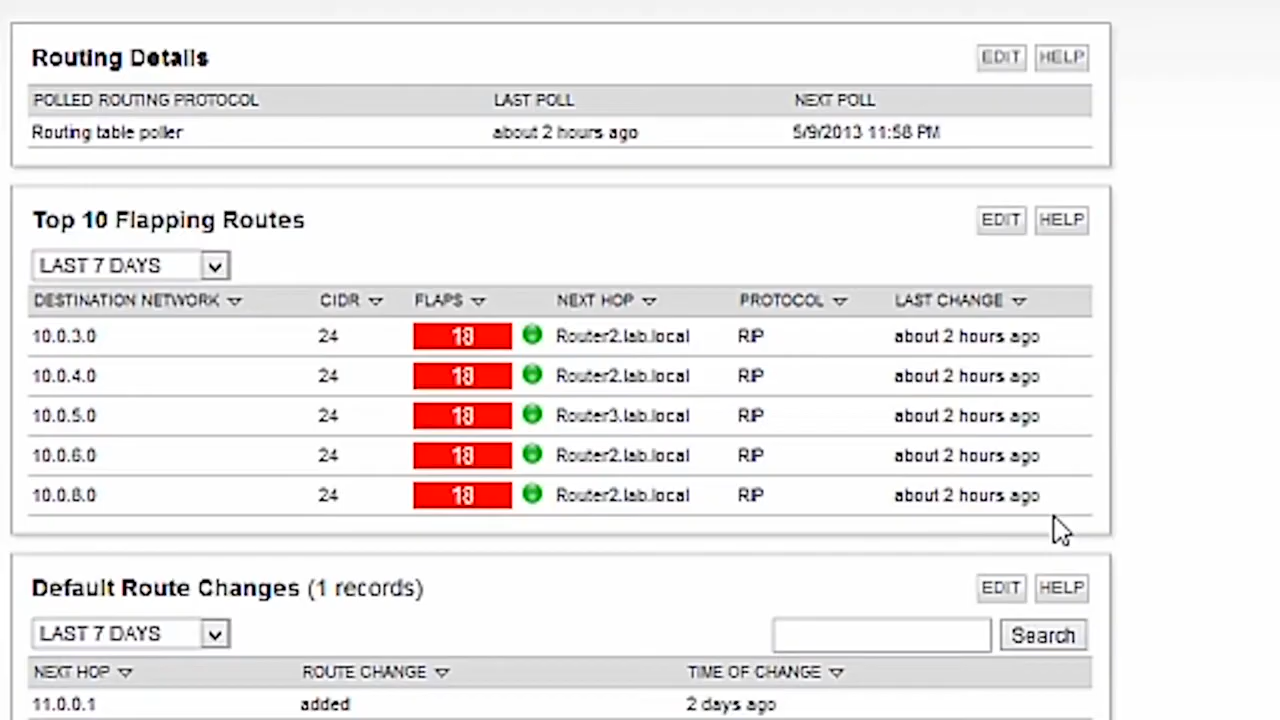 Routing Details EDIT HELP
POLLED ROUTING PROTOCOL LAST POLL NEXT POLL
Routing table poller about 2 hours ago 5/9/2013 11:58 PM
Top 10 Flapping Routes EDIT HELP
LAST 7 DAYS
DESTINATION NETWORK CIDR FLAPS NEXT HOP PROTOCOL LAST CHANGE
10.0.3.0 24 18 Router2.lab.local RIP about 2 hours ago
10.0.4.0 24 18 Router2.lab.local RIP about 2 hours ago
10.0.5.0 24 18 Router3.lab.local RIP about 2 hours ago
10.0.6.0 24 18 Router2.lab.local RIP about 2 hours ago
10.0.8.0 24 18 Router2.lab.local RIP about 2 hours ago
Default Route Changes (1 records) EDIT HELP
LAST 7 DAYS Search
NEXT HOP ROUTE CHANGE TIME OF CHANGE
11.0.0.1 added 2 days ago